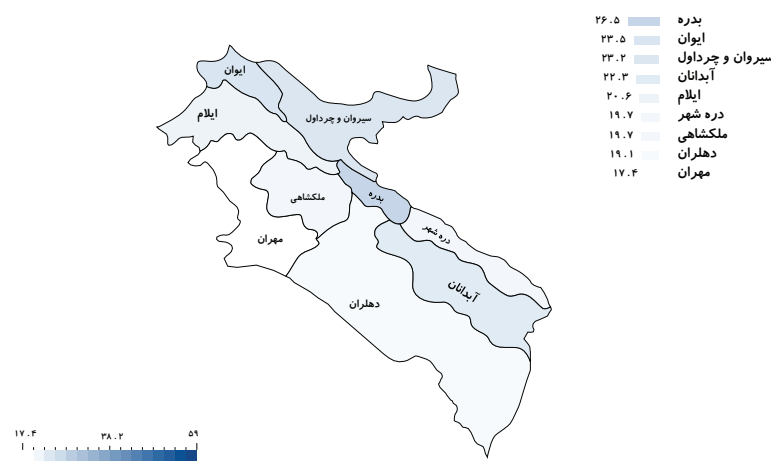 ۲۶.۵ بدره
۲۳.۵ ایوان
۲۳.۲ سیروان و چرداول
۲۲.۳ آبدانان
۲۰.۶ ایلام
۱۹.۷ دره شهر
۱۹.۷ ملکشاهی
۱۹.۱ دهلران
۱۷.۴ مهران
ایوان
ایلام
سیروان و چرداول
بدره
ملکشاهی
دره شهر
مهران
آبدانان
دهلران
۱۷.۴ ۳۸.۲ ۵۹